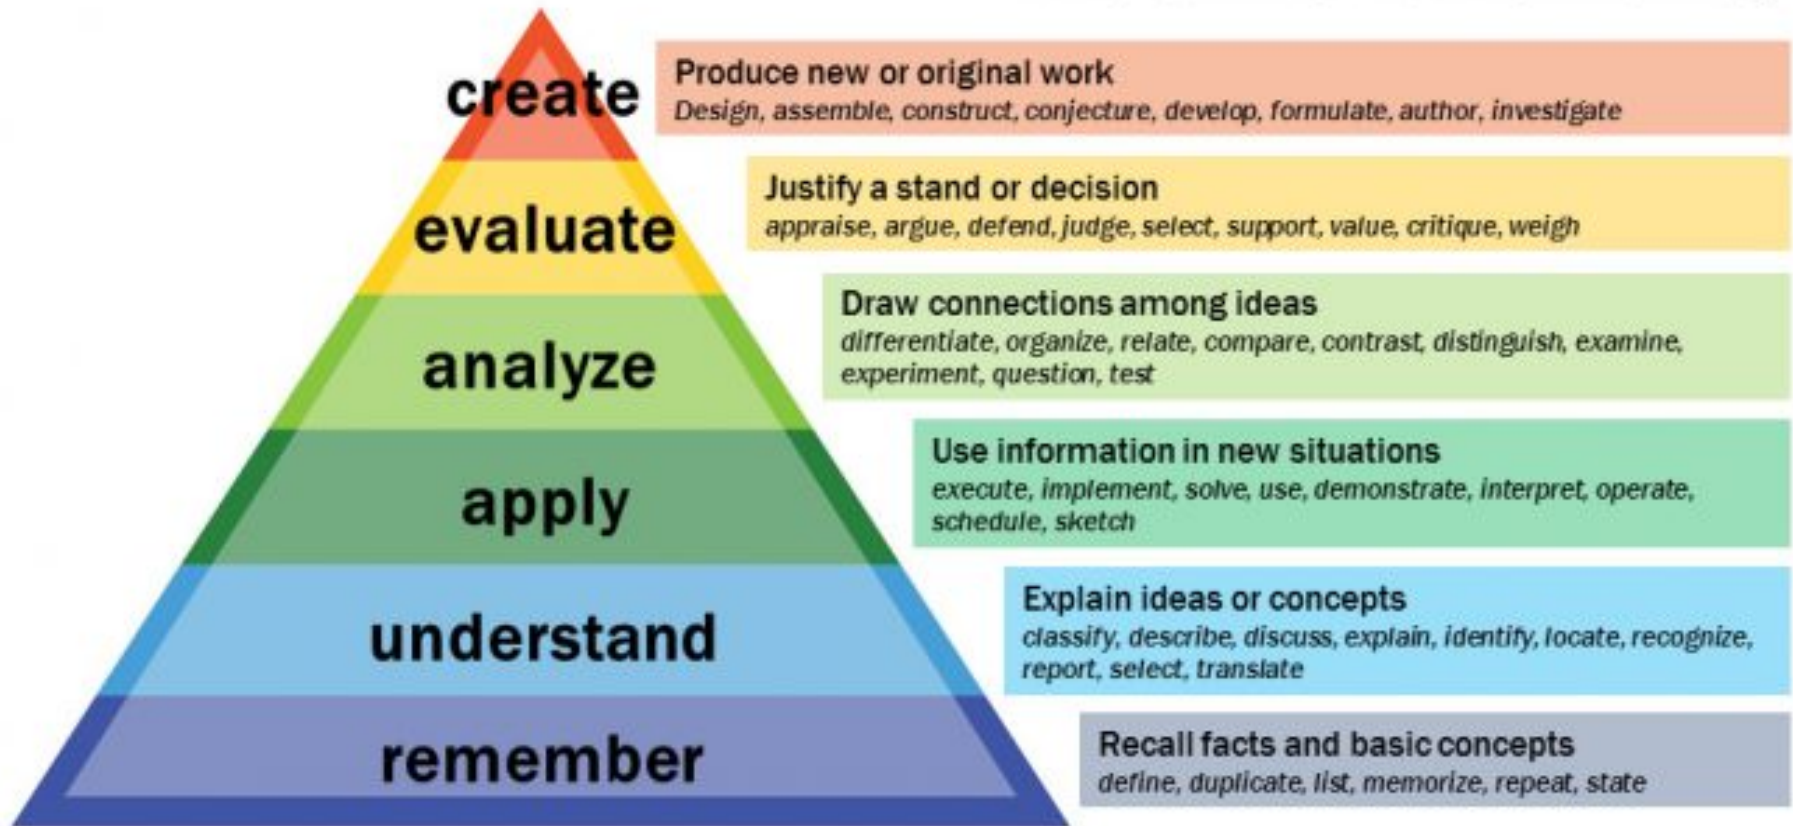 create
Produce new or original work
Design, assemble, construct, conjecture, develop, formulate, author, investigate
evaluate
Justify a stand or decision
appraise, argue, defend, judge, select, support, value, critique, weigh
analyze
Draw connections among ideas
differentiate, organize, relate, compare, contrast, distinguish, examine,
experiment, question, test
apply
Use information in new situations
execute, implement, solve, use, demonstrate, interpret, operate,
schedule, sketch
understand
Explain ideas or concepts
classify, describe, discuss, explain, identify, locate, recognize,
report, select, translate
remember
Recall facts and basic concepts
define, duplicate, list, memorize, repeat, state